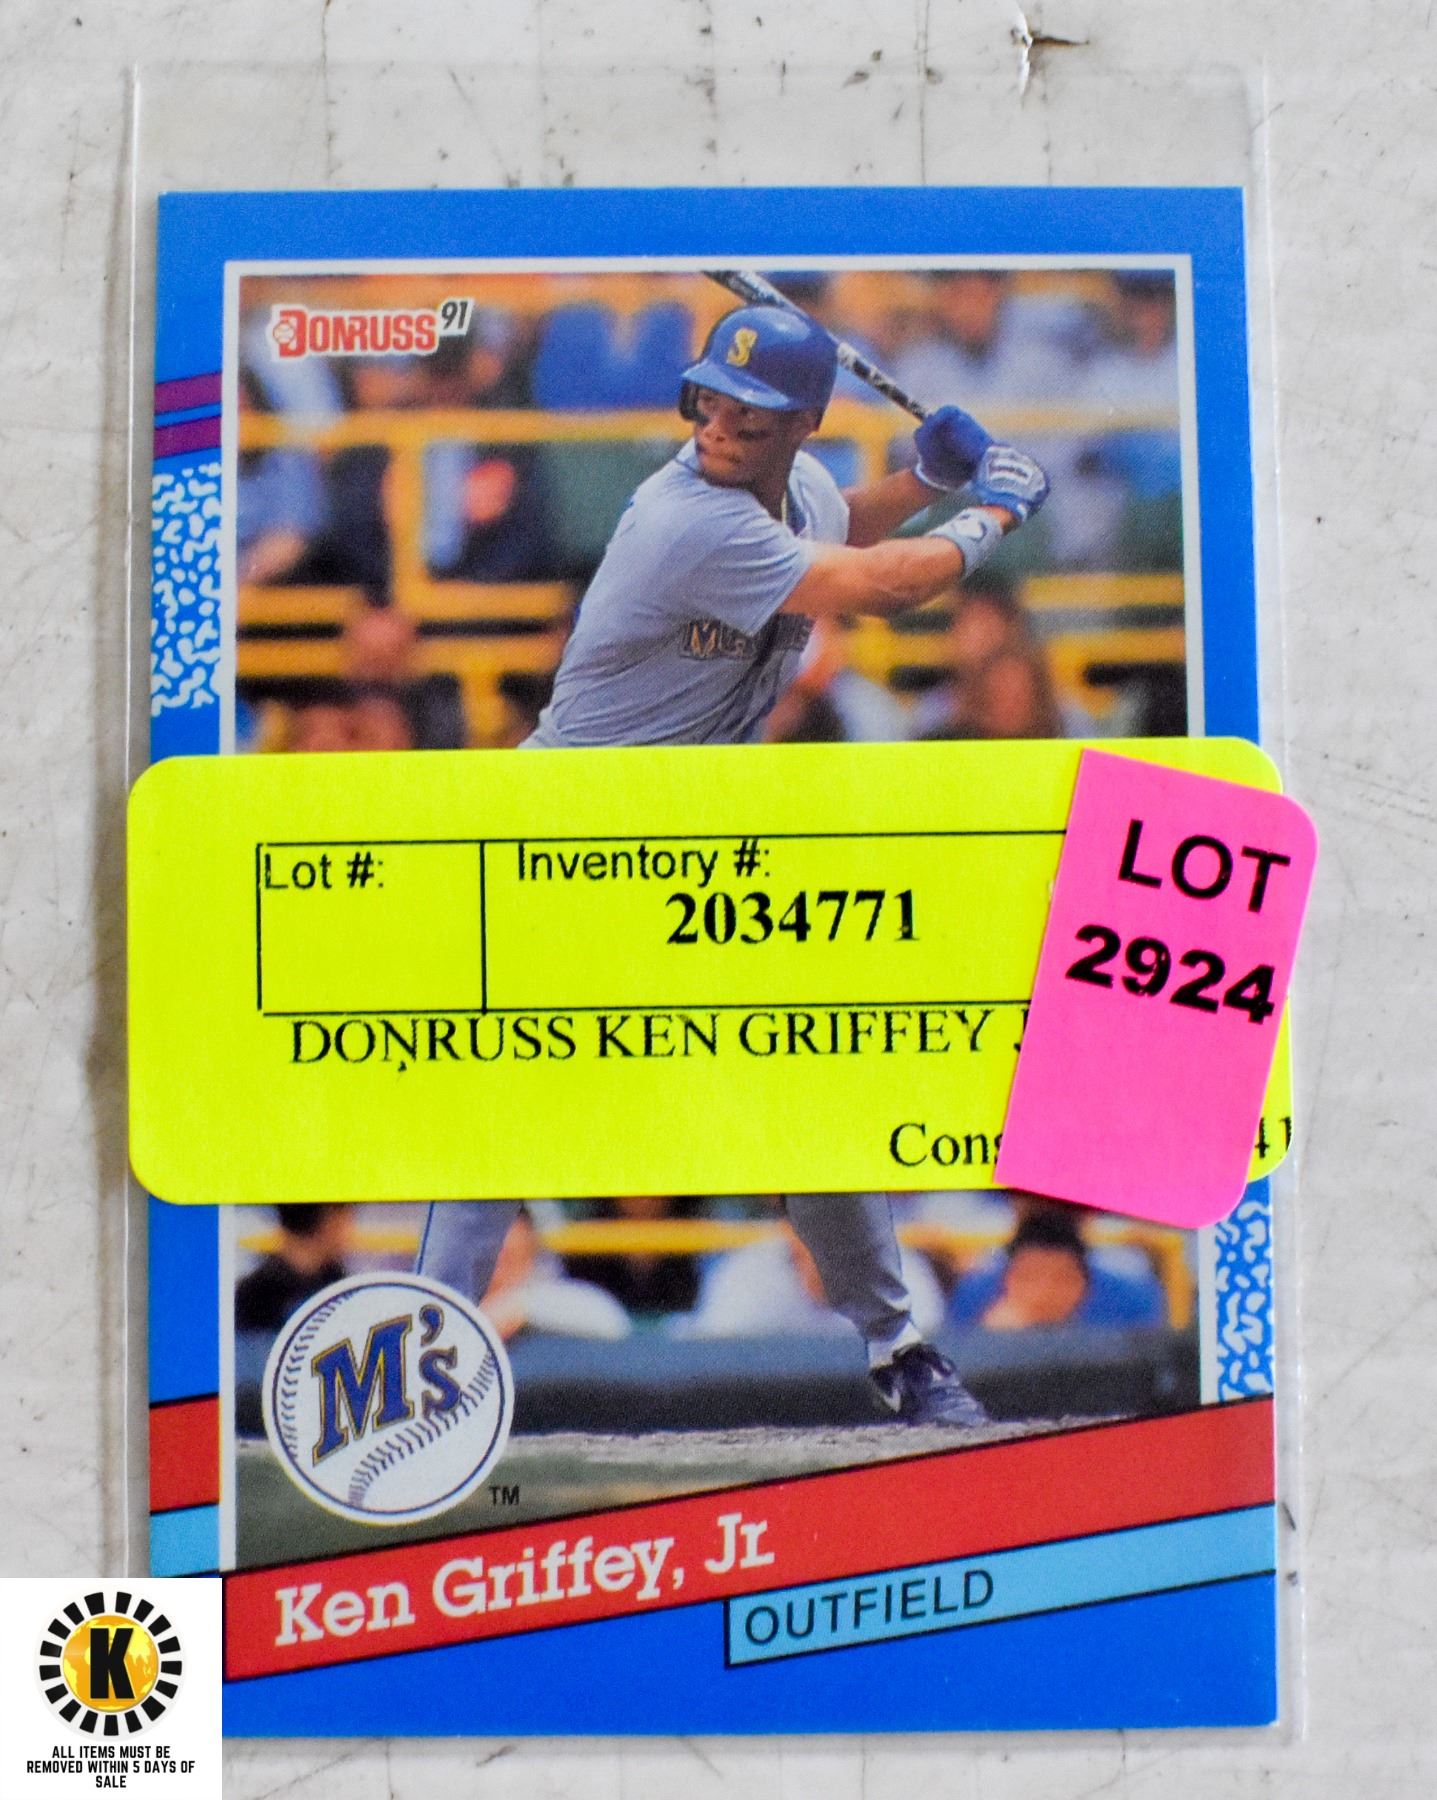 DONRUSS 91
S
Lot #:
Inventory #:
2034771
LOT
2924
DONRUSS KEN GRIFFEY
41
M's
TM
Ken Griffey, Jr
OUTFIELD
K
ALL ITEMS MUST BE
REMOVED WITHIN 5 DAYS OF
SALE